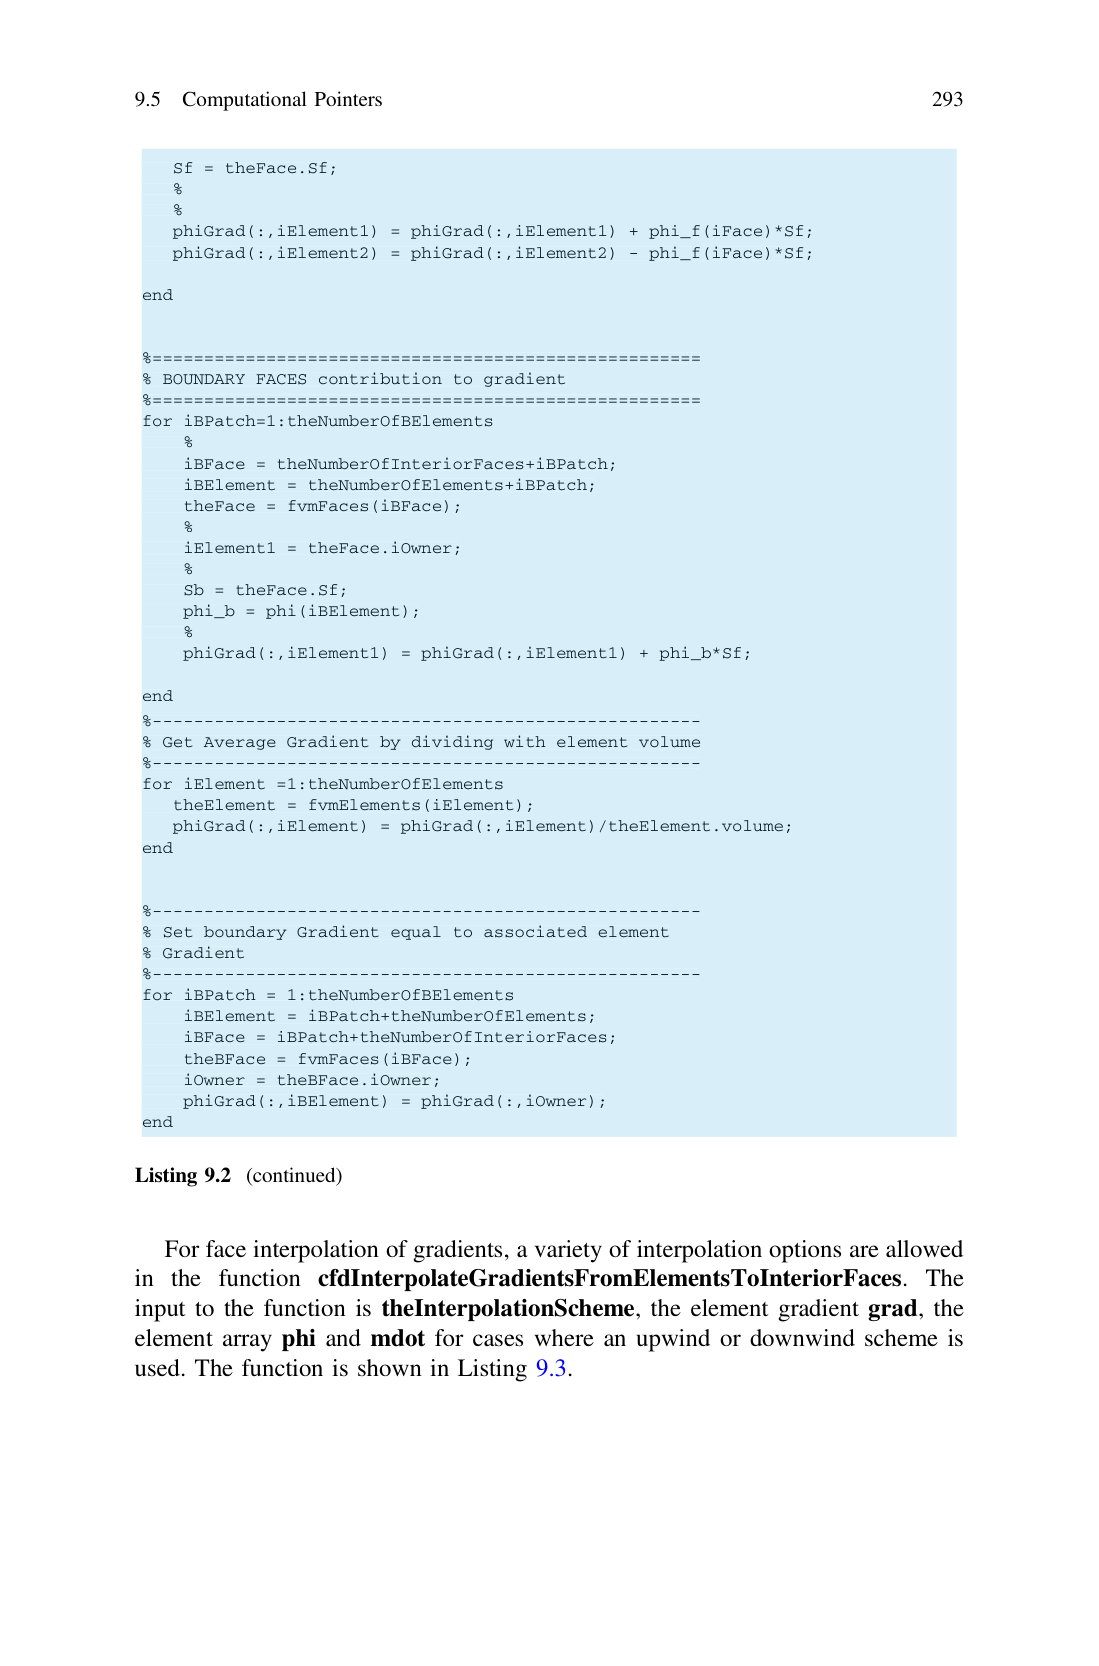 9.5 Computational Pointers 293
Sf = theFace.Sf;
%
%
phiGrad(:,iElement1) = phiGrad(:,iElement1) + phi_f(iFace)*Sf;
phiGrad(:,iElement2) = phiGrad(:,iElement2) - phi_f(iFace)*Sf;
end
%=====================================================
% BOUNDARY FACES contribution to gradient
%=====================================================
for iBPatch=1:theNumberOfBElements
%
iBFace = theNumberOfInteriorFaces+iBPatch;
iBElement = theNumberOfElements+iBPatch;
theFace = fvmFaces(iBFace);
%
iElement1 = theFace.iOwner;
%
Sb = theFace.Sf;
phi_b = phi(iBElement);
%
phiGrad(:,iElement1) = phiGrad(:,iElement1) + phi_b*Sf;
end
%-----------------------------------------------------
% Get Average Gradient by dividing with element volume
%-----------------------------------------------------
for iElement =1:theNumberOfElements
theElement = fvmElements(iElement);
phiGrad(:,iElement) = phiGrad(:,iElement)/theElement.volume;
end
%-----------------------------------------------------
% Set boundary Gradient equal to associated element
% Gradient
%-----------------------------------------------------
for iBPatch = 1:theNumberOfBElements
iBElement = iBPatch+theNumberOfElements;
iBFace = iBPatch+theNumberOfInteriorFaces;
theBFace = fvmFaces(iBFace);
iOwner = theBFace.iOwner;
phiGrad(:,iBElement) = phiGrad(:,iOwner);
end
Listing 9.2 (continued)
For face interpolation of gradients, a variety of interpolation options are allowed
in the function cfdInterpolateGradientsFromElementsToInteriorFaces. The
input to the function is theInterpolationScheme, the element gradient grad, the
element array phi and mdot for cases where an upwind or downwind scheme is
used. The function is shown in Listing 9.3.